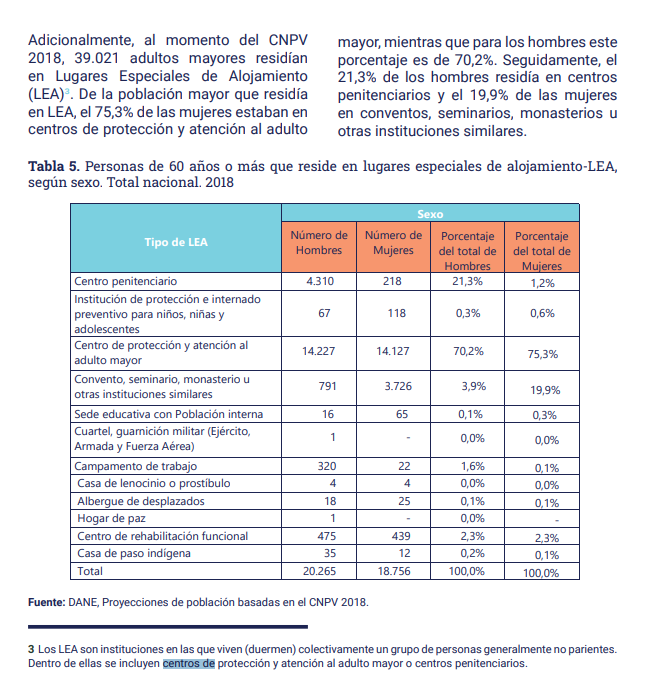 Adicionalmente, al momento del CNPV
2018, 39.021 adultos mayores residían
en Lugares Especiales de Alojamiento
(LEA)3. De la población mayor que residía
en LEA, el 75,3% de las mujeres estaban en
centros de protección y atención al adulto
mayor, mientras que para los hombres este
porcentaje es de 70,2%. Seguidamente, el
21,3% de los hombres residía en centros
penitenciarios y el 19,9% de las mujeres
en conventos, seminarios, monasterios u
otras instituciones similares.
Tabla 5. Personas de 60 años o más que reside en lugares especiales de alojamiento-LEA,
según sexo. Total nacional. 2018
Tipo de LEA
Sexo
Número de
Hombres
Número de
Mujeres
Porcentaje
del total de
Hombres
Porcentaje
del total de
Mujeres
Centro penitenciario 4.310 218 21,3% 1,2%
Institución de protección e internado
preventivo para niños, niñas y
adolescentes
67 118 0,3% 0,6%
Centro de protección y atención al
adulto mayor
14.227 14.127 70,2% 75,3%
Convento, seminario, monasterio u
otras instituciones similares
791 3.726 3,9% 19,9%
Sede educativa con Población interna 16 65 0,1% 0,3%
Cuartel, guarnición militar (Ejército,
Armada y Fuerza Aérea)
1 - 0,0% 0,0%
Campamento de trabajo 320 22 1,6% 0,1%
Casa de lenocinio o prostíbulo 4 4 0,0% 0,0%
Albergue de desplazados 18 25 0,1% 0,1%
Hogar de paz 1 - 0,0% -
Centro de rehabilitación funcional 475 439 2,3% 2,3%
Casa de paso indígena 35 12 0,2% 0,1%
Total 20.265 18.756 100,0% 100,0%
Fuente: DANE, Proyecciones de población basadas en el CNPV 2018.
3 Los LEA son instituciones en las que viven (duermen) colectivamente un grupo de personas generalmente no parientes.
Dentro de ellas se incluyen centros de protección y atención al adulto mayor o centros penitenciarios.